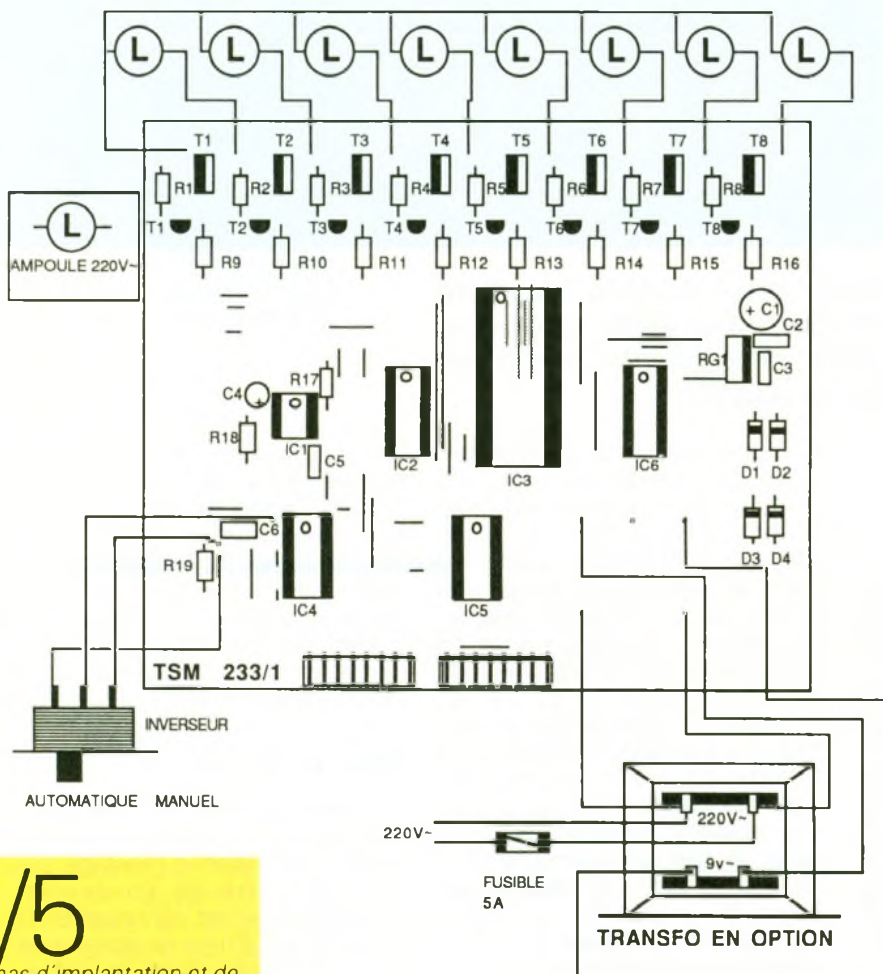 L L L L L L L L
T1 T2 T3 T4 T5 T6 T7 T8
R1 R2 R3 R4 R5 R6 R7 R8
L
T1 T2 T3 T4 T5 T6 T7 T8
AMPOULE 220V~
R9 R10 R11 R12 R13 R14 R15 R16
+ C1
C2
RG1
C3
R17
C4
+
R18
IC1
C5
IC2
IC3
IC6
D1 D2
C6
R19
IC4
IC5
D3 D4
TSM 233/1
INVERSEUR
AUTOMATIQUE MANUEL
220V~
220V~
9v~
FUSIBLE
5A
TRANSFO EN OPTION
/5
d'implantation et de